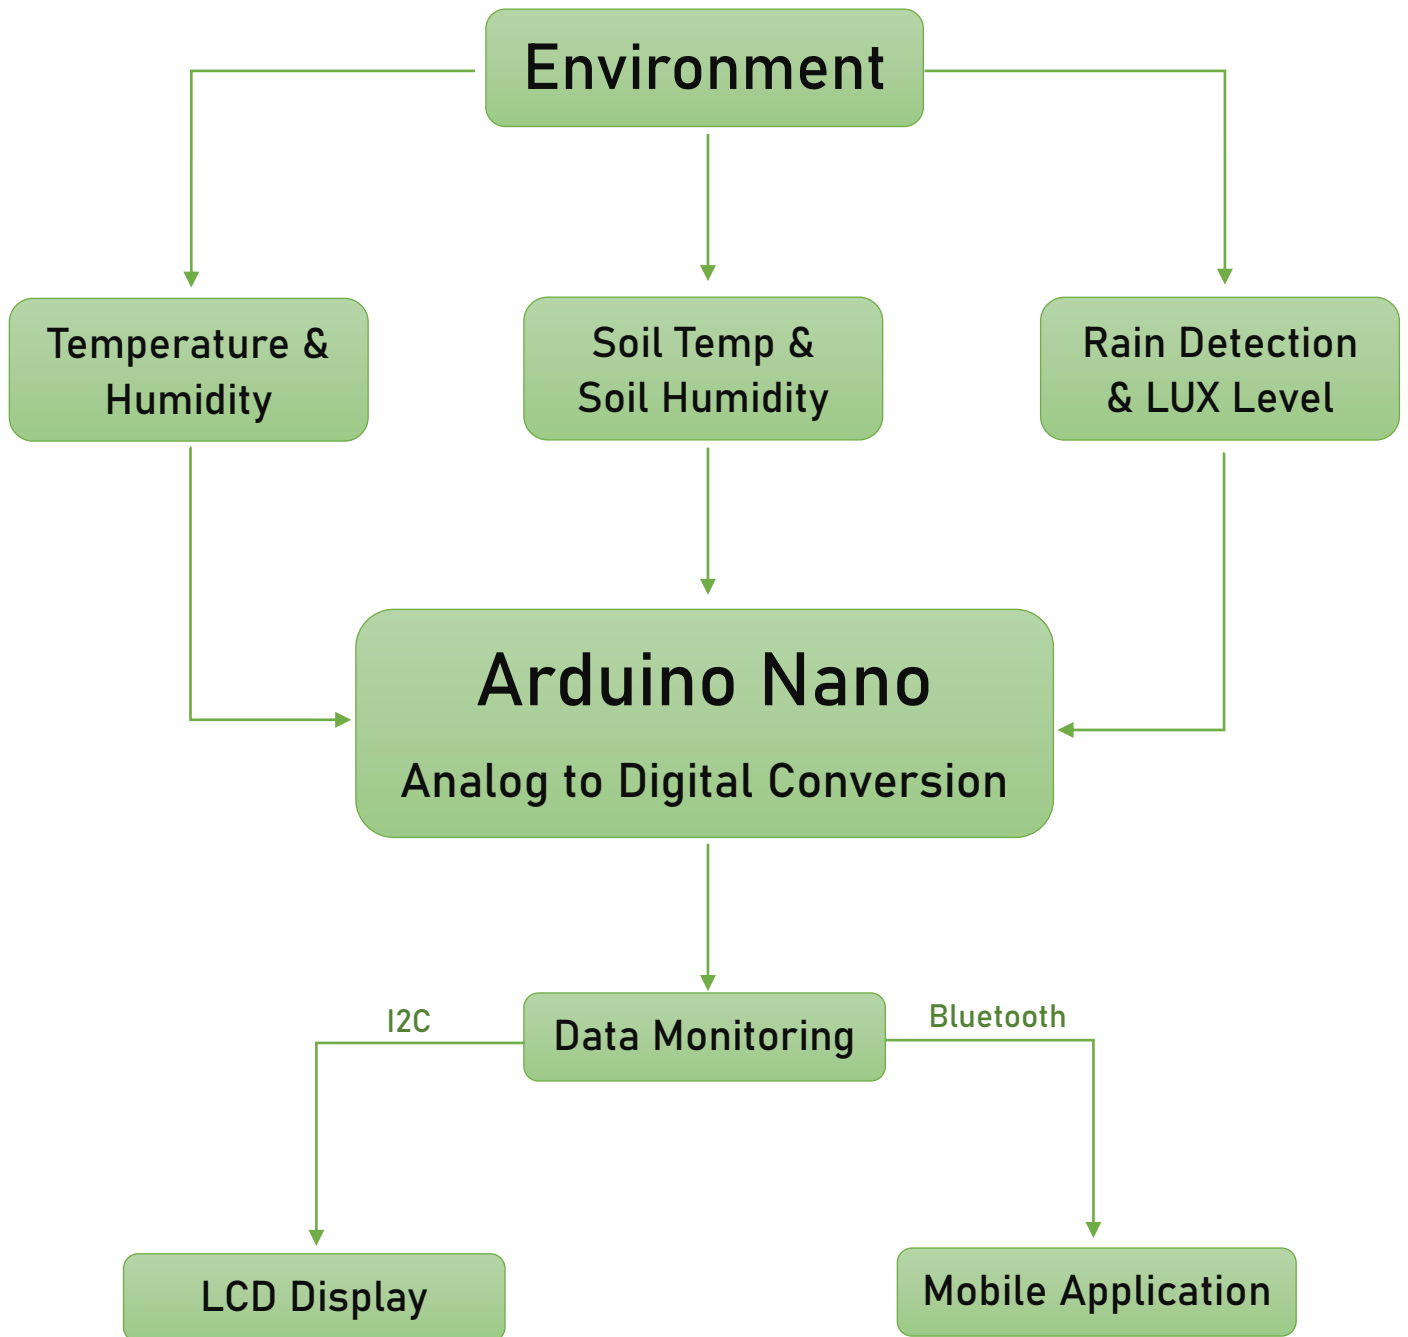 Environment
Temperature &
Humidity
Soil Temp &
Soil Humidity
Rain Detection
& LUX Level
Arduino Nano
Analog to Digital Conversion
I2C
Data Monitoring
Bluetooth
LCD Display
Mobile Application